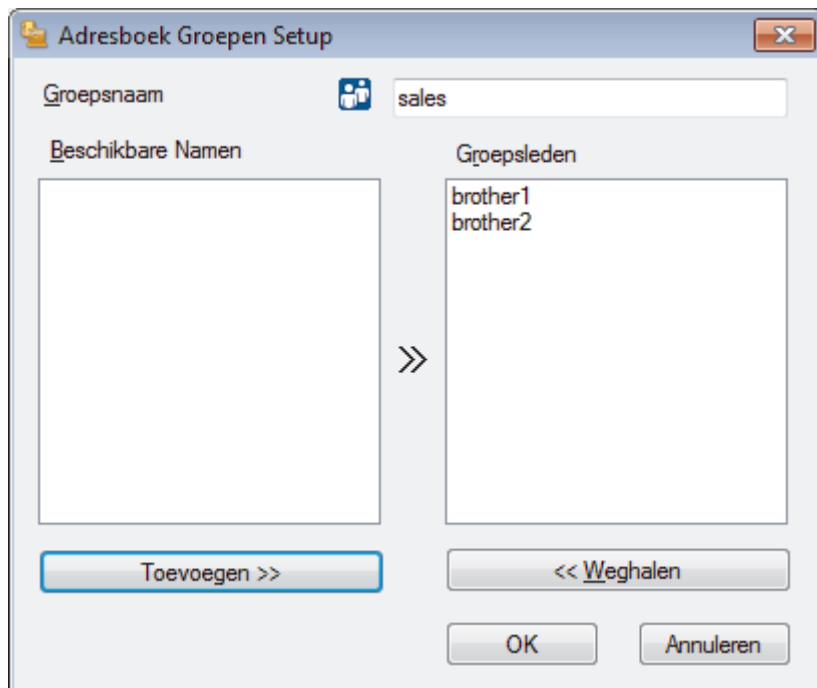 Adresboek Groepen Setup
Groepsnaam
sales
Beschikbare Namen
Groepsleden
brother1
brother2
Toevoegen >>
<< Weghalen
OK
Annuleren